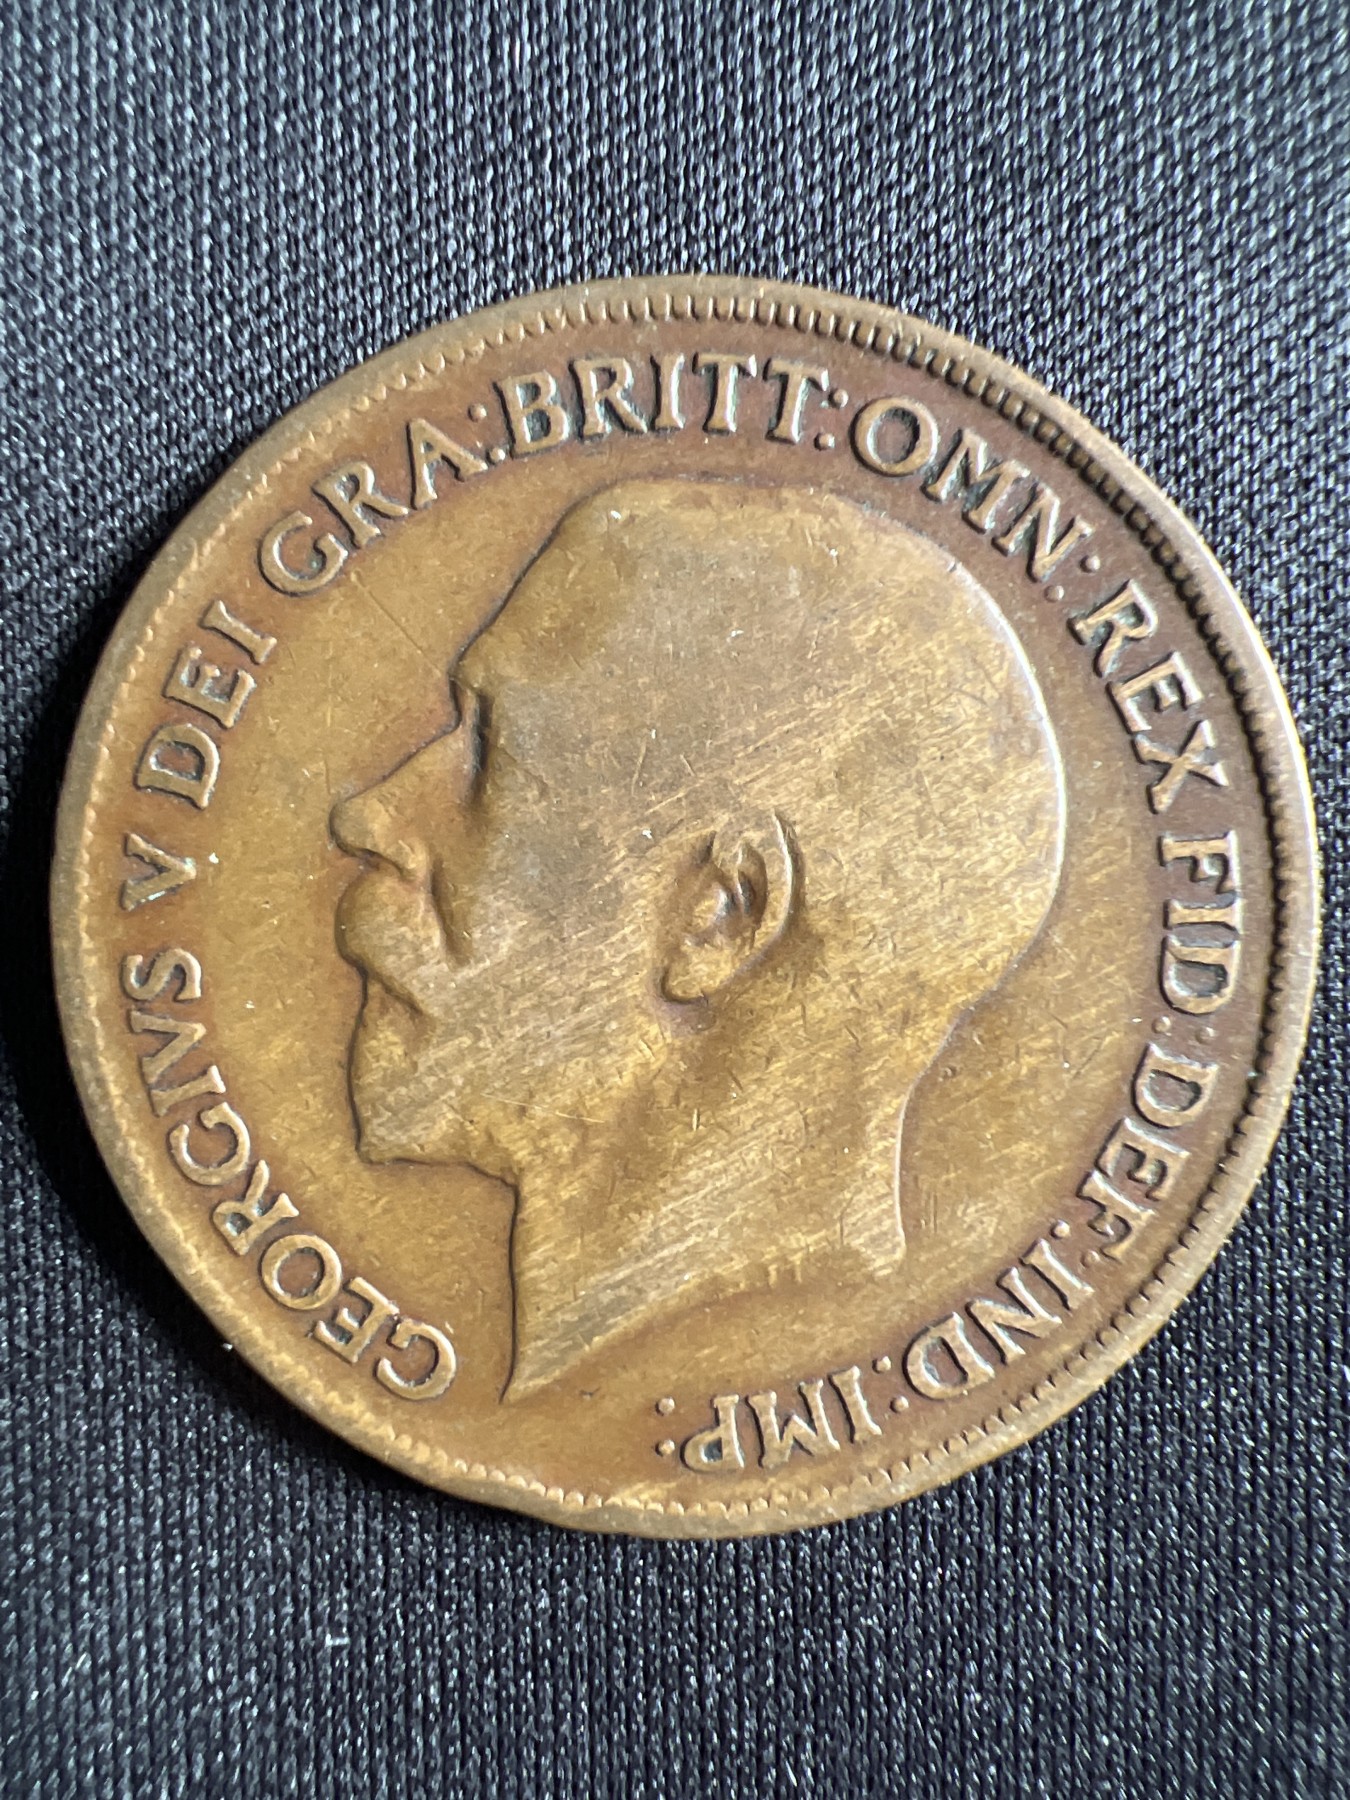 GEORGIVS V DEI GRA:BRITT:OMN:REX FID:DEF:IND:IMP: